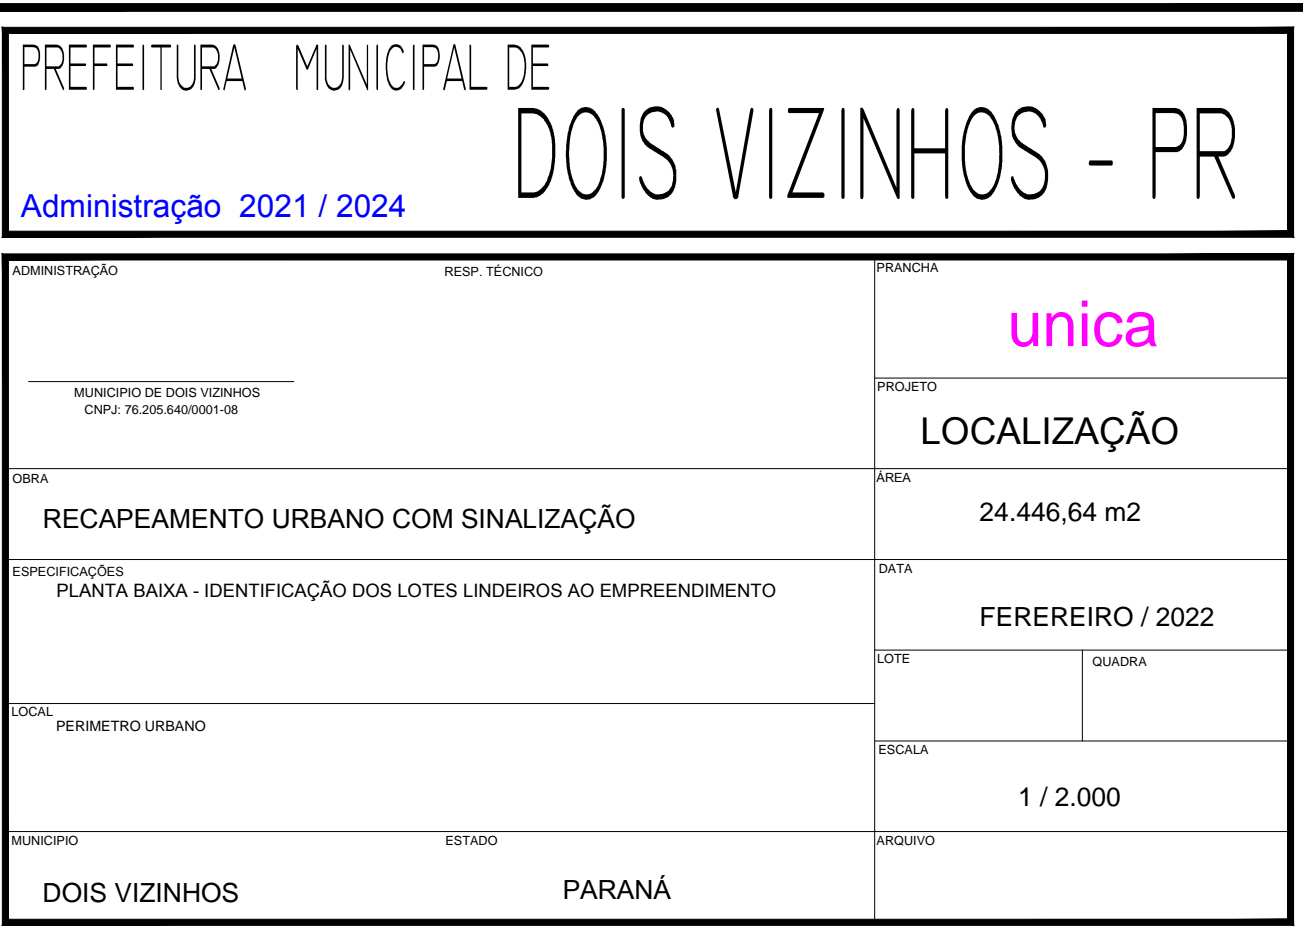 PREFEITURA MUNICIPAL DE
DOIS VIZINHOS - PR
Administração 2021 / 2024
ADMINISTRAÇÃO
RESP. TÉCNICO
PRANCHA
unica
MUNICIPIO DE DOIS VIZINHOS
CNPJ: 76.205.640/0001-08
PROJETO
LOCALIZAÇÃO
OBRA
RECAPEAMENTO URBANO COM SINALIZAÇÃO
ÁREA
24.446,64 m2
ESPECIFICAÇÕES
PLANTA BAIXA - IDENTIFICAÇÃO DOS LOTES LINDEIROS AO EMPREENDIMENTO
DATA
FEREREIRO / 2022
LOTE
QUADRA
LOCAL
PERIMETRO URBANO
ESCALA
1 / 2.000
MUNICIPIO
DOIS VIZINHOS
ESTADO
PARANÁ
ARQUIVO